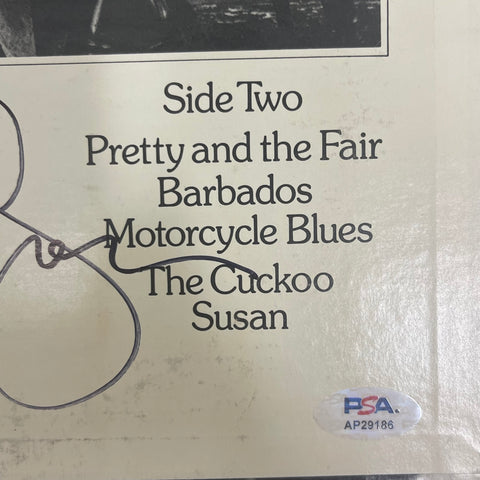 Side Two
Pretty and the Fair
Barbados
Motorcycle Blues
The Cuckoo
Susan
PSA
AP29186